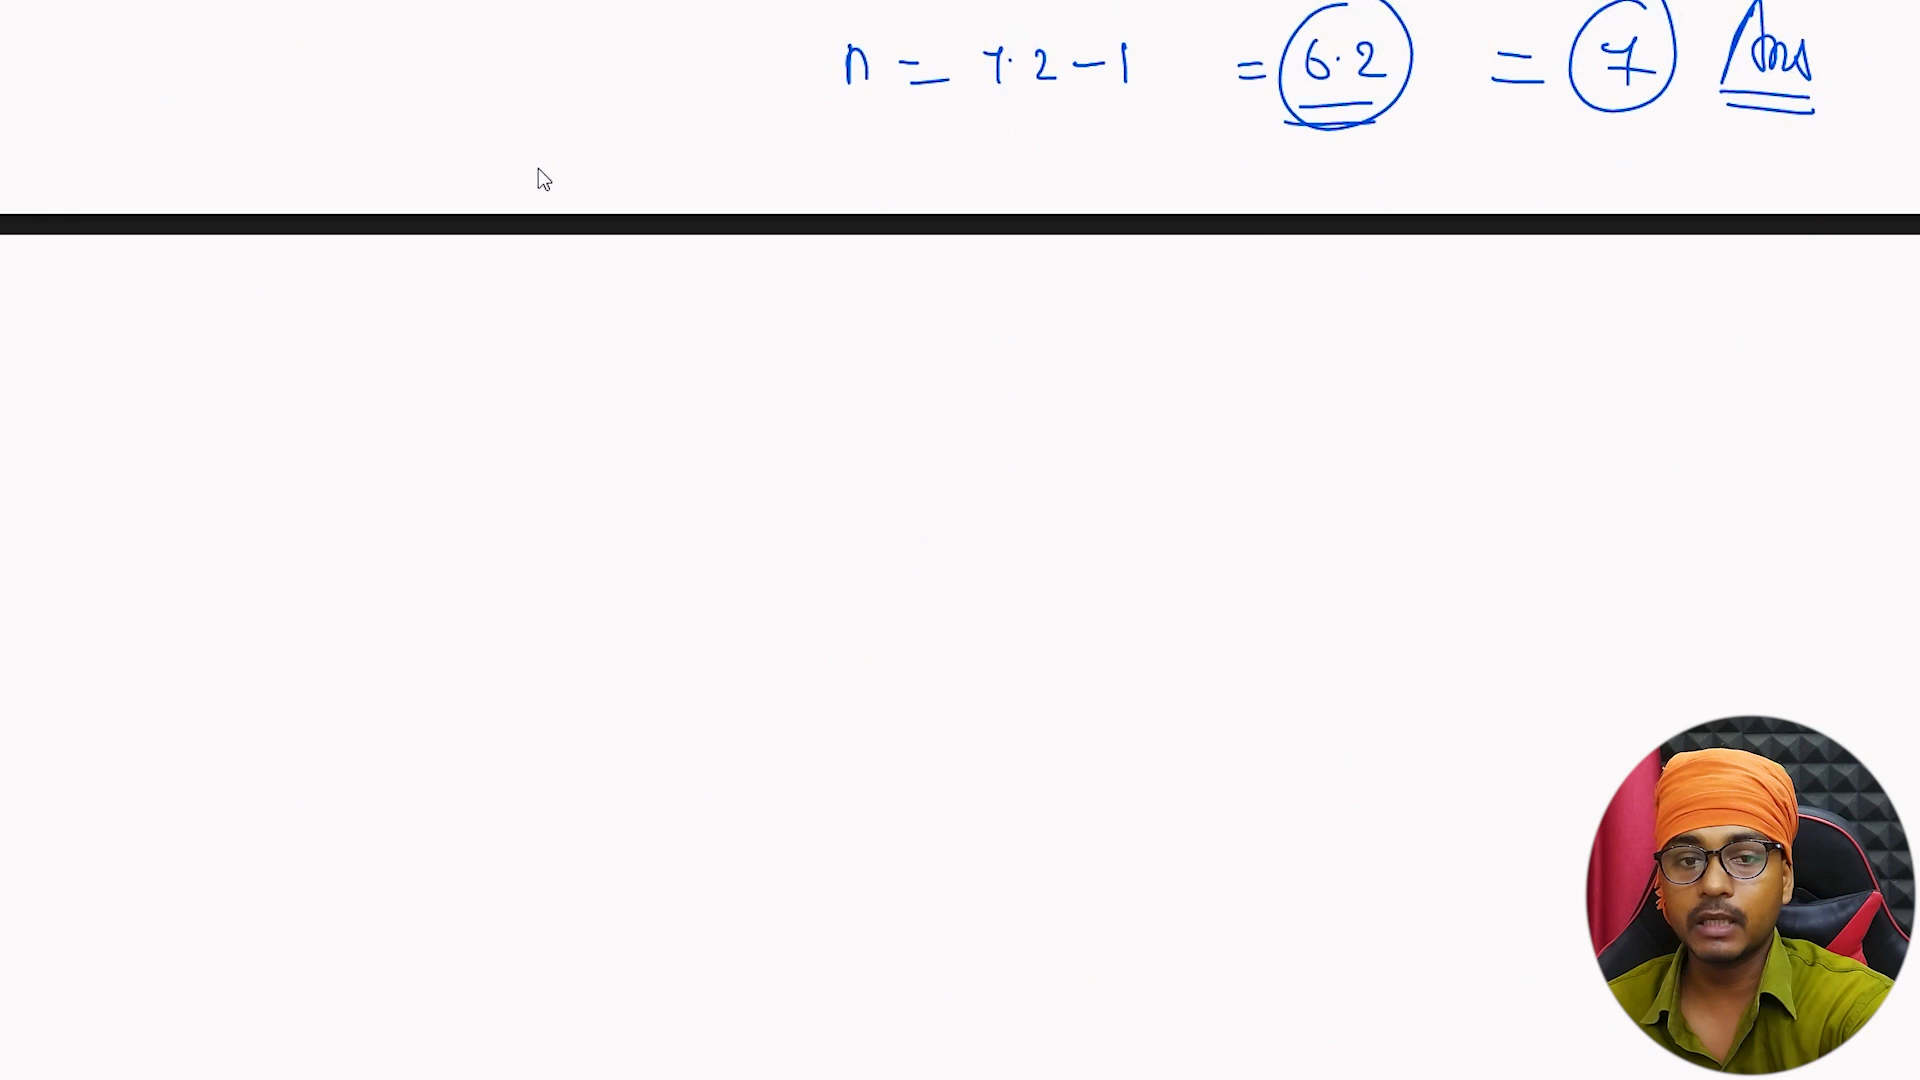 n = 7.2 - 1 = 6.2 = 7 Ans